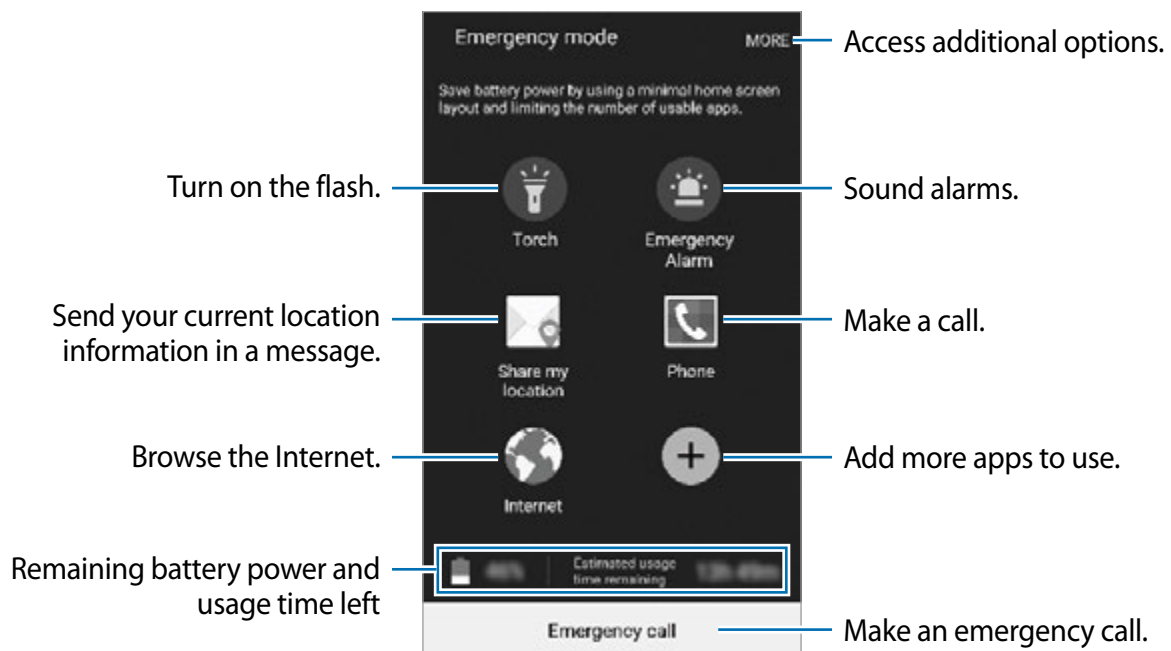 Emergency mode
MORE
Access additional options.
Save battery power by using a minimal home screen
layout and limiting the number of usable apps.
Turn on the flash.
Torch
Emergency
Alarm
Sound alarms.
Send your current location
information in a message.
Share my
location
Phone
Make a call.
Browse the Internet.
Internet
Add more apps to use.
Remaining battery power and
usage time left
Estimated usage
time remaining
Emergency call
Make an emergency call.